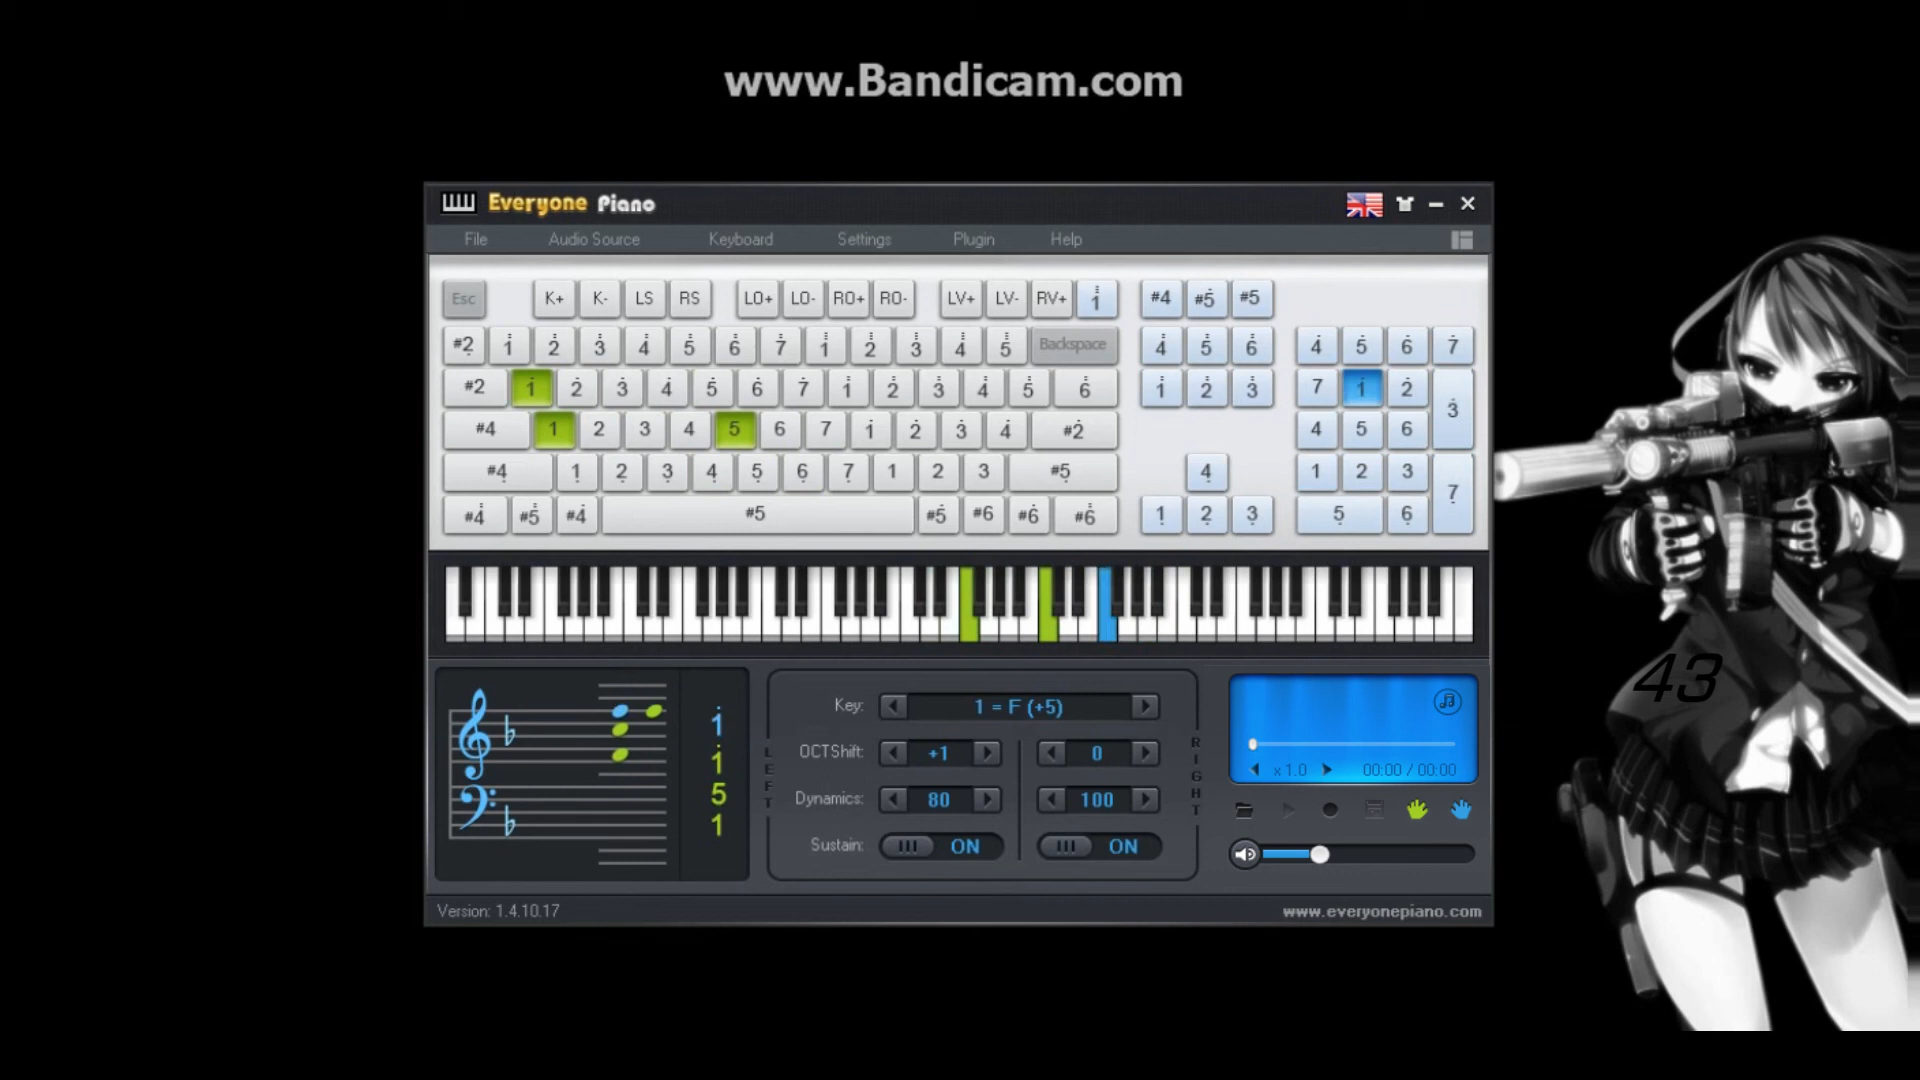 www.Bandicam.com
Everyone Piano
File Audio Source Keyboard Settings Plugin Help
Esc K+ K- LS RS LO+ LO- RO+ RO- LV+ LV- RV+ 1 #4 #5 #5
#2 1 2 3 4 5 6 7 1 2 3 4 5 Backspace 4 5 6 4 5 6 7
#2 1 2 3 4 5 6 7 1 2 3 4 5 6 1 2 3 7 1 2 3
#4 1 2 3 4 5 6 7 1 2 3 4 #2 4 5 6
#4 1 2 3 4 5 6 7 1 2 3 #5 4 1 2 3 7
#4 #5 #4 #5 #5 #6 #6 #6 1 2 3 5 6
43
1
1
5
1
LEFT
Key: 1 = F (+5)
OCTShift: +1 0
Dynamics: 80 100
Sustain: ON ON
RIGHT
x1.0 00:00 / 00:00
Version: 1.4.10.17
www.everyonepiano.com